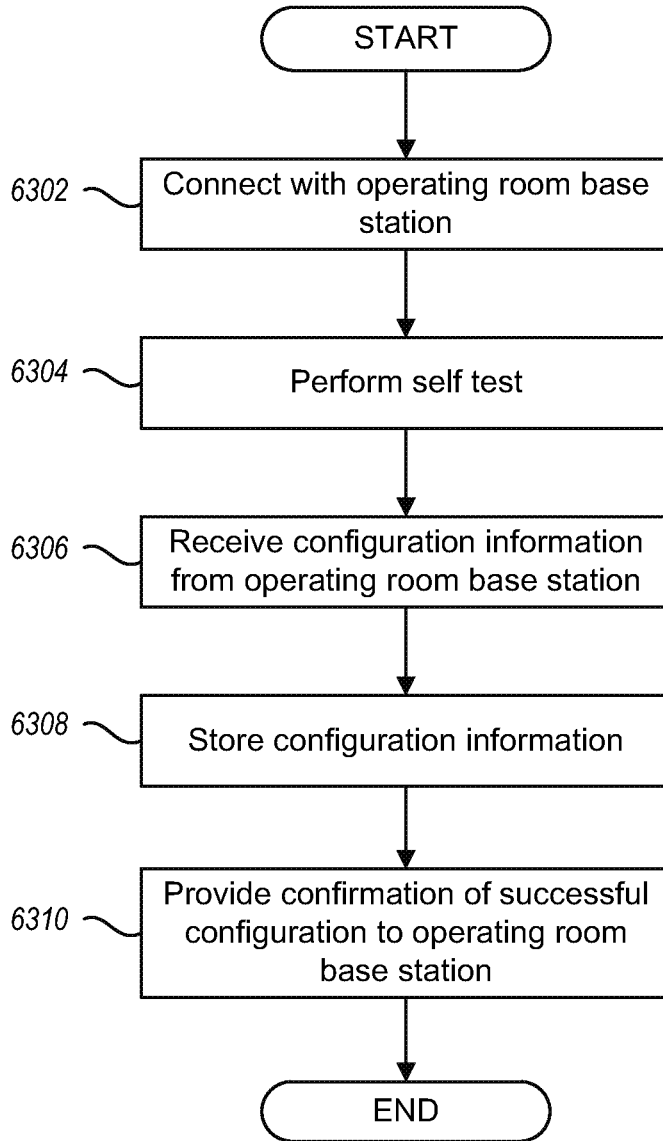 START
6302
Connect with operating room base
station
6304
Perform self test
6306
Receive configuration information
from operating room base station
6308
Store configuration information
6310
Provide confirmation of successful
configuration to operating room
base station
END